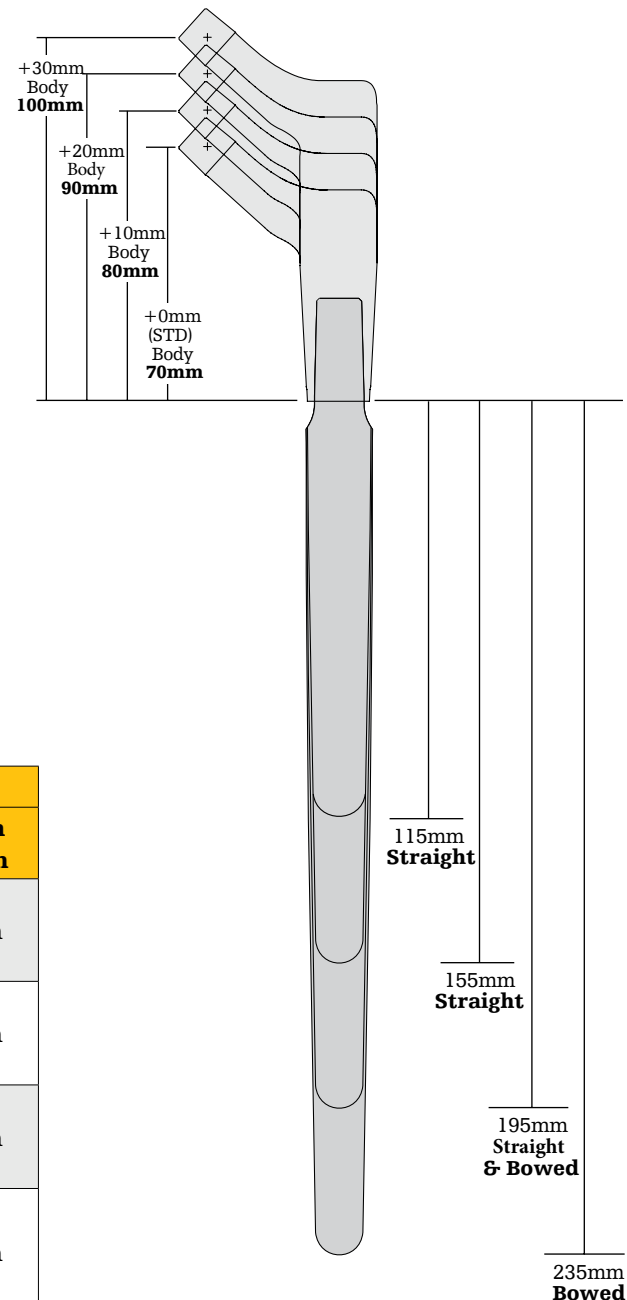 +30mm
Body
100mm
+20mm
Body
90mm
+10mm
Body
80mm
+0mm
(STD)
Body
70mm
115mm
Straight
155mm
Straight
195mm
Straight
& Bowed
235mm
Bowed